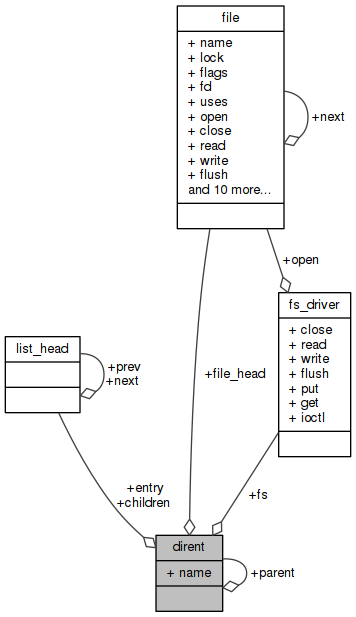 file
+ name
+ lock
+ flags
+ fd
+ uses
+ open
+ close
+ read
+ write
+ flush
and 10 more...
+next
+open
fs_driver
+ close
+ read
+ write
+ flush
+ put
+ get
+ ioctl
list_head
+prev
+next
+file_head
+entry
+children
+fs
dirent
+ name
+parent